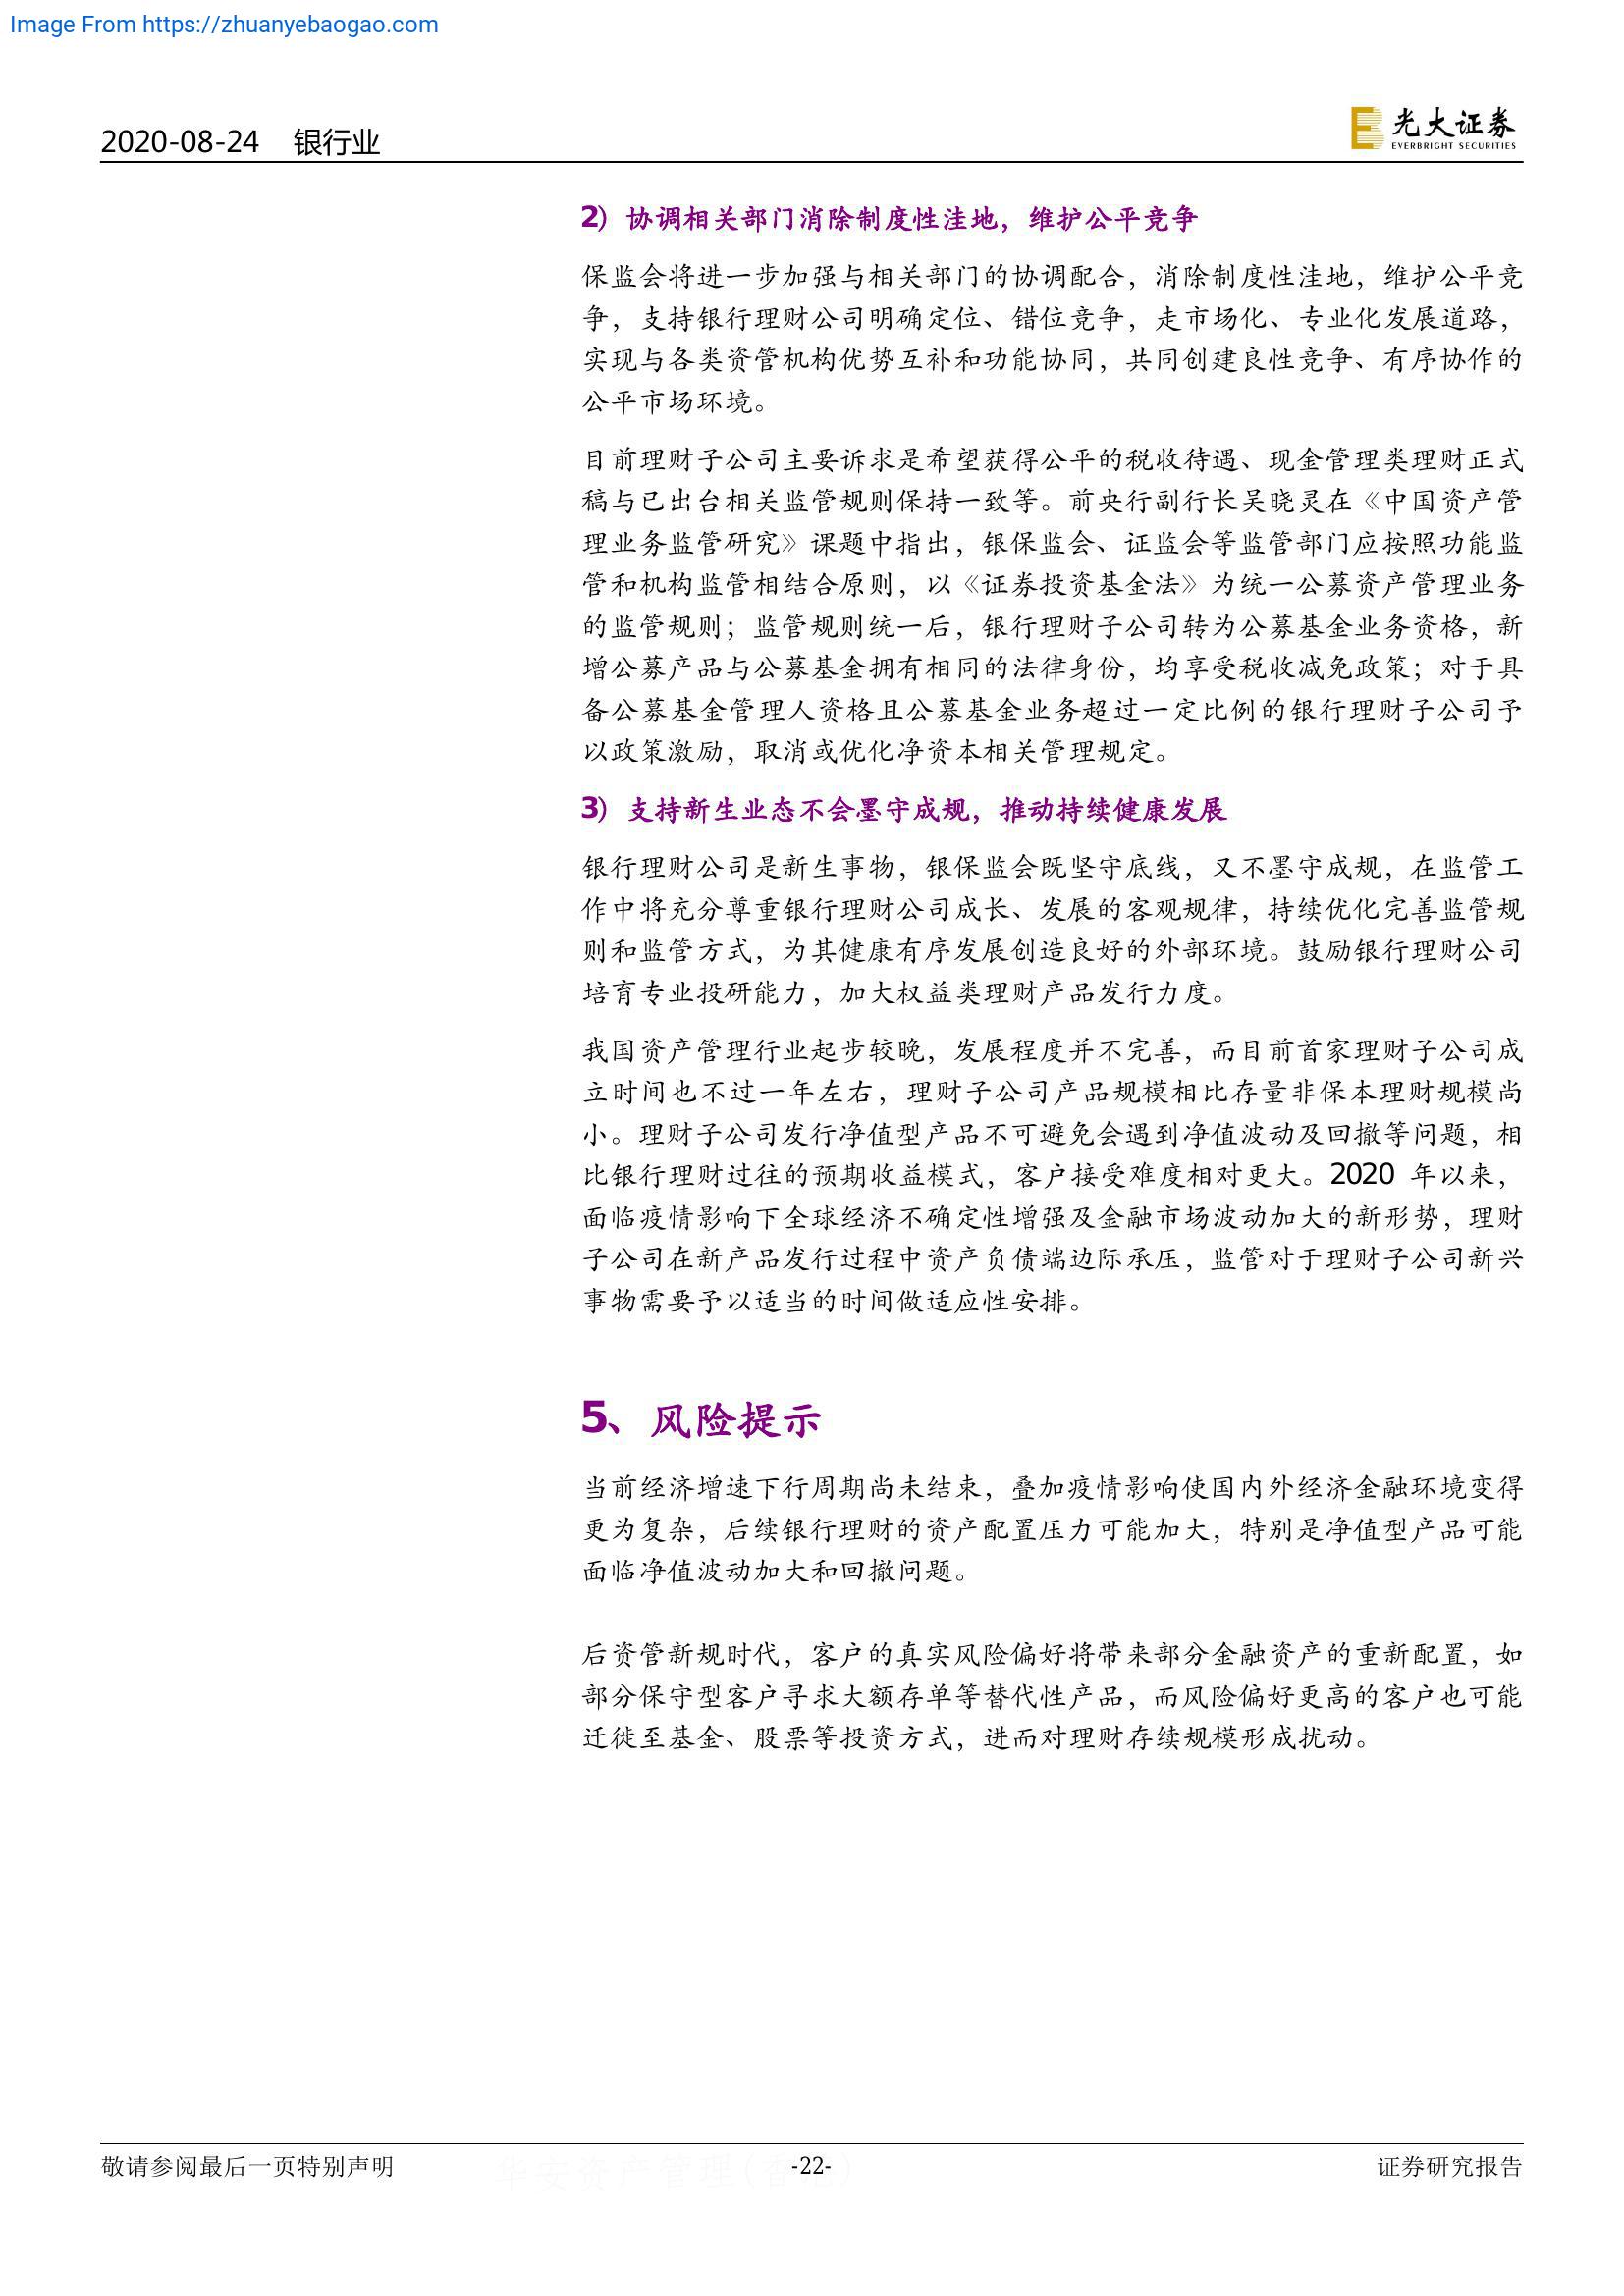 Image From https://zhuanyebaogao.com
2020-08-24 银行业
光大证券
EVERBRIGHT SECURITIES
2）协调相关部门消除制度性洼地，维护公平竞争
保监会将进一步加强与相关部门的协调配合，消除制度性洼地，维护公平竞
争，支持银行理财公司明确定位、错位竞争，走市场化、专业化发展道路，
实现与各类资管机构优势互补和功能协同，共同创建良性竞争、有序协作的
公平市场环境。
目前理财子公司主要诉求是希望获得公平的税收待遇、现金管理类理财正式
稿与已出台相关监管规则保持一致等。前央行副行长吴晓灵在《中国资产管
理业务监管研究》课题中指出，银保监会、证监会等监管部门应按照功能监
管和机构监管相结合原则，以《证券投资基金法》为统一公募资产管理业务
的监管规则；监管规则统一后，银行理财子公司转为公募基金业务资格，新
增公募产品与公募基金拥有相同的法律身份，均享受税收减免政策；对于具
备公募基金管理人资格且公募基金业务超过一定比例的银行理财子公司予
以政策激励，取消或优化净资本相关管理规定。
3）支持新生业态不会墨守成规，推动持续健康发展
银行理财公司是新生事物，银保监会既坚守底线，又不墨守成规，在监管工
作中将充分尊重银行理财公司成长、发展的客观规律，持续优化完善监管规
则和监管方式，为其健康有序发展创造良好的外部环境。鼓励银行理财公司
培育专业投研能力，加大权益类理财产品发行力度。
我国资产管理行业起步较晚，发展程度并不完善，而目前首家理财子公司成
立时间也不过一年左右，理财子公司产品规模相比存量非保本理财规模尚
小。理财子公司发行净值型产品不可避免会遇到净值波动及回撤等问题，相
比银行理财过往的预期收益模式，客户接受难度相对更大。2020 年以来，
面临疫情影响下全球经济不确定性增强及金融市场波动加大的新形势，理财
子公司在新产品发行过程中资产负债端边际承压，监管对于理财子公司新兴
事物需要予以适当的时间做适应性安排。
5、风险提示
当前经济增速下行周期尚未结束，叠加疫情影响使国内外经济金融环境变得
更为复杂，后续银行理财的资产配置压力可能加大，特别是净值型产品可能
面临净值波动加大和回撤问题。
后资管新规时代，客户的真实风险偏好将带来部分金融资产的重新配置，如
部分保守型客户寻求大额存单等替代性产品，而风险偏好更高的客户也可能
迁徙至基金、股票等投资方式，进而对理财存续规模形成扰动。
敬请参阅最后一页特别声明
华安资产管理(香
-22-
证券研究报告